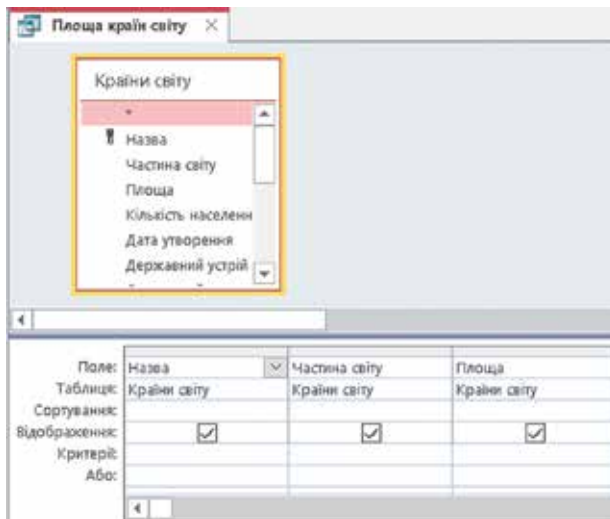 Площа країн світу
Країни світу
*
Назва
Частина світу
Площа
Кількість населенн
Дата утворення
Державний устрій
Поле: Назва Частина світу Площа
Таблиця: Країни світу Країни світу Країни світу
Сортування:
Відображення:
Критерії:
Або: